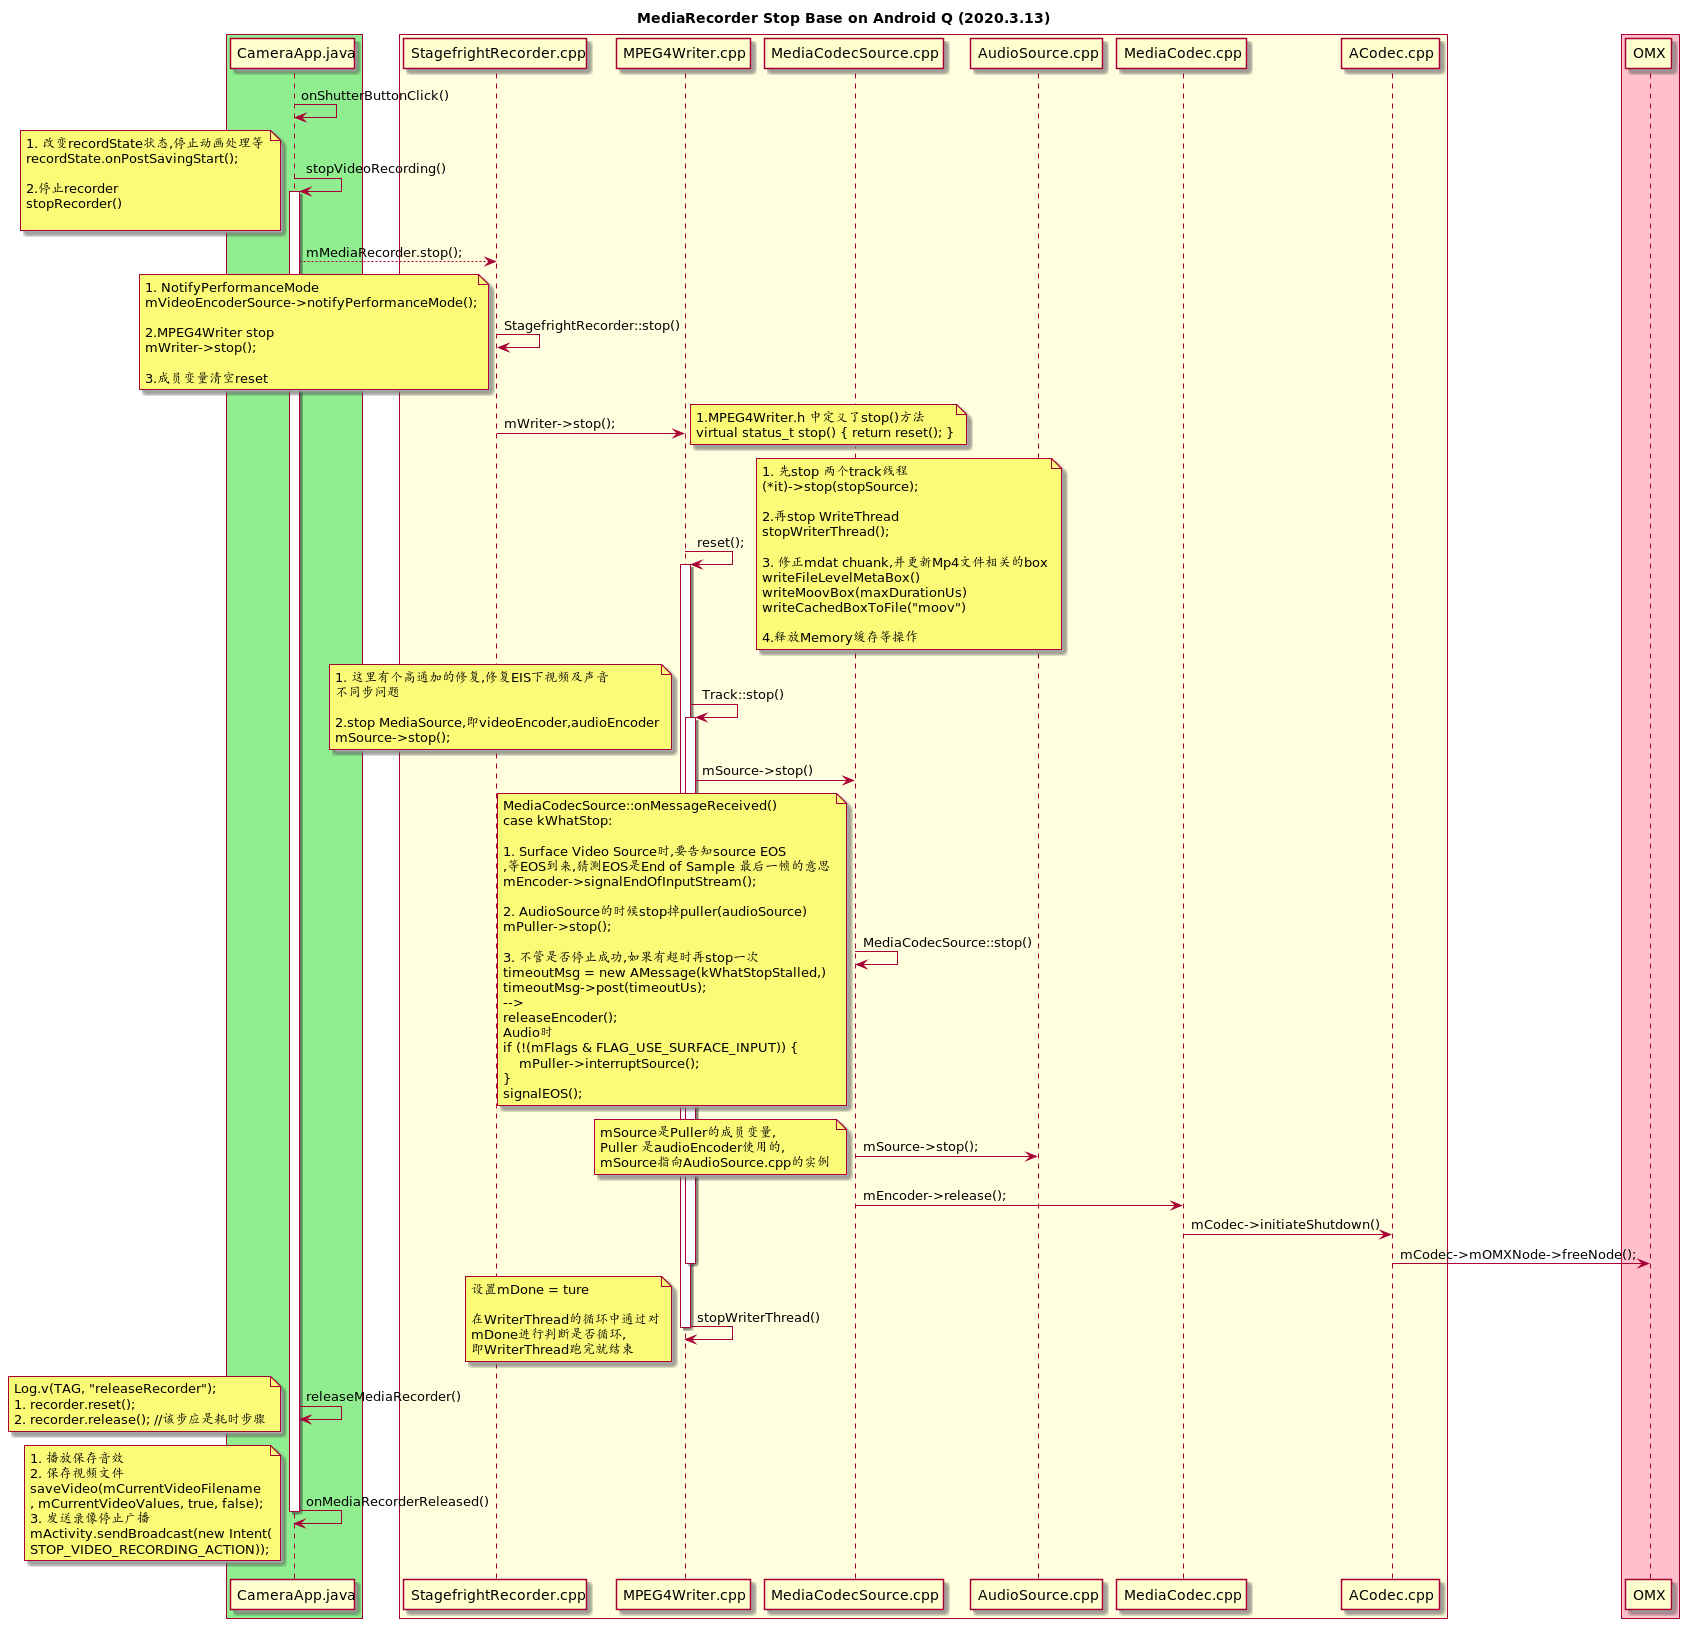 MediaRecorder Stop Base on Android Q (2020.3.13)
CameraApp.java
StagefrightRecorder.cpp
MPEG4Writer.cpp
MediaCodecSource.cpp
AudioSource.cpp
MediaCodec.cpp
ACodec.cpp
OMX
onShutterButtonClick()
1. 改变recordState状态,停止动画处理等
recordState.onPostSavingStart();
2.停止recorder
stopRecorder()
stopVideoRecording()
mMediaRecorder.stop();
1. NotifyPerformanceMode
mVideoEncoderSource->notifyPerformanceMode();
2.MPEG4Writer stop
mWriter->stop();
3.成员变量清空reset
StagefrightRecorder::stop()
mWriter->stop();
1.MPEG4Writer.h 中定义了stop()方法
virtual status_t stop() { return reset(); }
1. 先stop 两个track线程
(*it)->stop(stopSource);
2.再stop WriteThread
stopWriterThread();
3. 修正mdat chuank,并更新Mp4文件相关的box
writeFileLevelMetaBox()
writeMoovBox(maxDurationUs)
writeCachedBoxToFile("moov")
4.释放Memory缓存等操作
reset();
1. 这里有个高通加的修复,修复EIS下视频及声音
不同步问题
2.stop MediaSource,即videoEncoder,audioEncoder
mSource->stop();
Track::stop()
mSource->stop()
MediaCodecSource::onMessageReceived()
case kWhatStop:
1. Surface Video Source时,要告知source EOS
,等EOS到来,猜测EOS是End of Sample 最后一帧的意思
mEncoder->signalEndOfInputStream();
2. AudioSource的时候stop掉puller(audioSource)
mPuller->stop();
3. 不管是否停止成功,如果有超时再stop一次
timeoutMsg = new AMessage(kWhatStopStalled,)
timeoutMsg->post(timeoutUs);
-->
releaseEncoder();
Audio时
if (!(mFlags & FLAG_USE_SURFACE_INPUT)) {
mPuller->interruptSource();
}
signalEOS();
MediaCodecSource::stop()
mSource是Puller的成员变量,
Puller 是audioEncoder使用的,
mSource指向AudioSource.cpp的实例
mSource->stop();
mEncoder->release();
mCodec->initiateShutdown()
mCodec->mOMXNode->freeNode();
设置mDone = ture
在WriterThread的循环中通过对
mDone进行判断是否循环,
即WriterThread跑完就结束
stopWriterThread()
Log.v(TAG, "releaseRecorder");
1. recorder.reset();
2. recorder.release(); //该步应是耗时步骤
releaseMediaRecorder()
1. 播放保存音效
2. 保存视频文件
saveVideo(mCurrentVideoFilename
, mCurrentVideoValues, true, false);
3. 发送录像停止广播
mActivity.sendBroadcast(new Intent(
STOP_VIDEO_RECORDING_ACTION));
onMediaRecorderReleased()
CameraApp.java
StagefrightRecorder.cpp
MPEG4Writer.cpp
MediaCodecSource.cpp
AudioSource.cpp
MediaCodec.cpp
ACodec.cpp
OMX